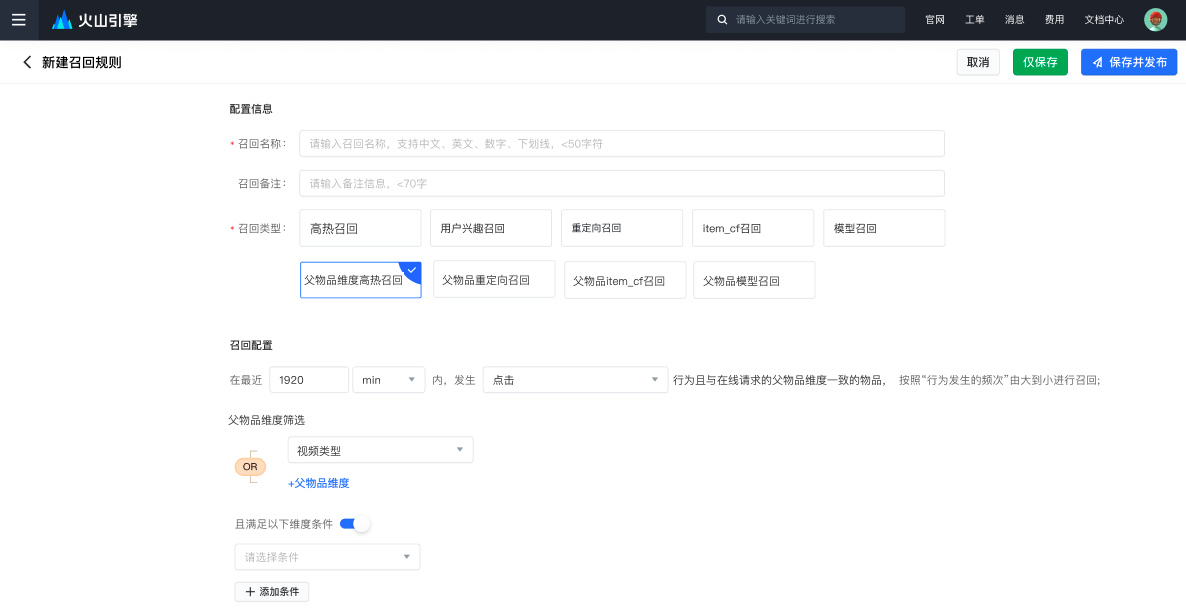 火山引擎
请输入关键词进行搜索
官网
工单
消息
费用
文档中心
新建召回规则
取消
仅保存
保存并发布
配置信息
* 召回名称：
请输入召回名称，支持中文、英文、数字、下划线，<50字符
召回备注：
请输入备注信息，<70字
* 召回类型：
高热召回
用户兴趣召回
重定向召回
item_cf召回
模型召回
父物品维度高热召回
父物品重定向召回
父物品item_cf召回
父物品模型召回
召回配置
在最近 1920 min 内，发生 点击 行为且与在线请求的父物品维度一致的物品， 按照“行为发生的频次”由大到小进行召回;
父物品维度筛选
视频类型
OR
+父物品维度
且满足以下维度条件
请选择条件
+ 添加条件